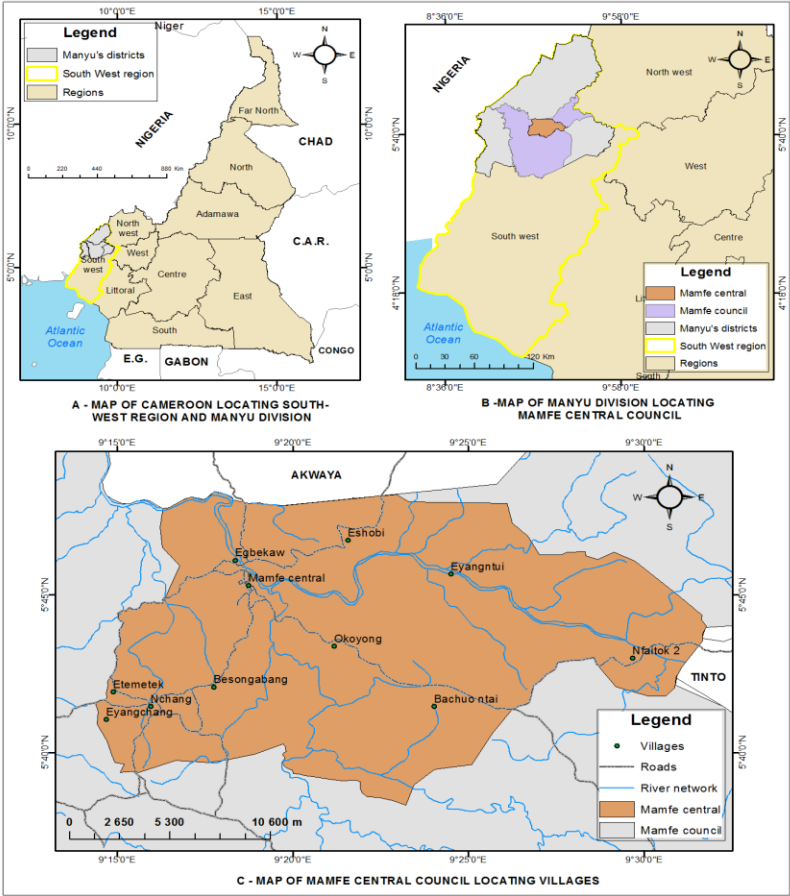 10°0'0"E
15°0'0"E
Legend
Manyu's districts
South West region
Regions
Niger
N
W
E
S
10°0'0"N
10°0'0"N
NIGERIA
Far North
CHAD
0 220 440 880 Km
North
Adamawa
North
west
C.A.R.
West
South
west
Centre
5°0'0"N
5°0'0"N
Littoral
East
South
Atlantic
Ocean
E.G.
GABON
CONGO
10°0'0"E
15°0'0"E
A - MAP OF CAMEROON LOCATING SOUTH-
WEST REGION AND MANYU DIVISION
8°36'0"E
9°58'0"E
NIGERIA
North west
N
W
E
S
5°40'0"N
5°40'0"N
West
South west
Centre
4°18'0"N
4°18'0"N
Legend
Mamfe central
Mamfe council
Manyu's districts
South West region
Regions
Li
Atlantic
Ocean
0 30 60 120 Km
South
8°36'0"E
9°58'0"E
B -MAP OF MANYU DIVISION LOCATING
MAMFE CENTRAL COUNCIL
9°15'0"E
9°20'0"E
9°25'0"E
9°30'0"E
AKWAYA
N
W
E
S
Eshobi
Egbekaw
Eyangntui
Mamfe central
5°45'0"N
5°45'0"N
Okoyong
Nfaitok 2
TINTO
Besongabang
Etemetek
Nchang
Bachuo ntai
Eyangchang
5°40'0"N
5°40'0"N
Legend
Villages
Roads
River network
Mamfe central
Mamfe council
0 2 650 5 300 10 600 m
9°15'0"E
9°20'0"E
9°25'0"E
9°30'0"E
C - MAP OF MAMFE CENTRAL COUNCIL LOCATING VILLAGES